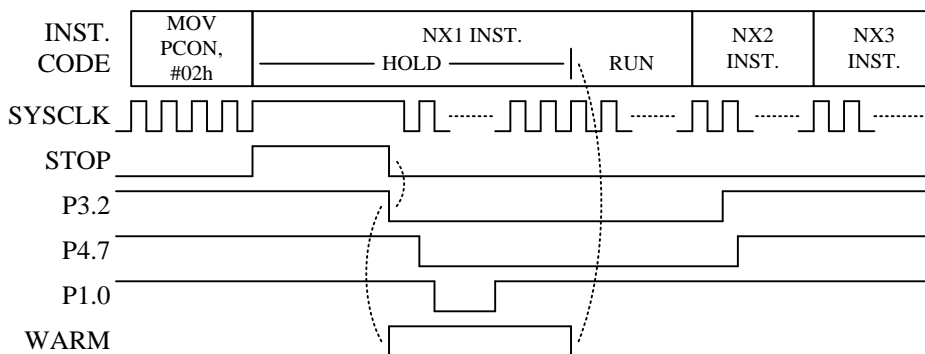 INST.
CODE
MOV
PCON,
#02h
NX1 INST.
HOLD
RUN
NX2
INST.
NX3
INST.
SYSCLK
STOP
P3.2
P4.7
P1.0
WARM